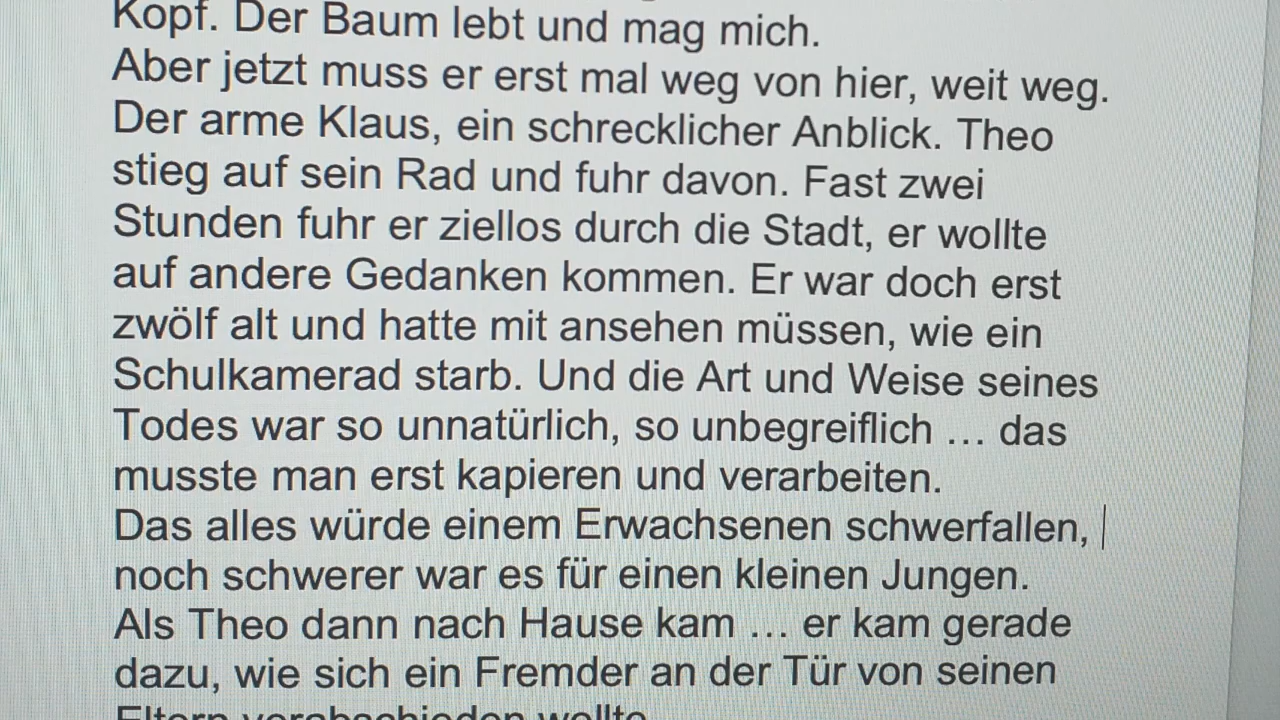 Kopf. Der Baum lebt und mag mich.
Aber jetzt muss er erst mal weg von hier, weit weg.
Der arme Klaus, ein schrecklicher Anblick. Theo
stieg auf sein Rad und fuhr davon. Fast zwei
Stunden fuhr er ziellos durch die Stadt, er wollte
auf andere Gedanken kommen. Er war doch erst
zwölf alt und hatte mit ansehen müssen, wie ein
Schulkamerad starb. Und die Art und Weise seines
Todes war so unnatürlich, so unbegreiflich … das
musste man erst kapieren und verarbeiten.
Das alles würde einem Erwachsenen schwerfallen,
noch schwerer war es für einen kleinen Jungen.
Als Theo dann nach Hause kam … er kam gerade
dazu, wie sich ein Fremder an der Tür von seinen
Eltern verabschieden wollte